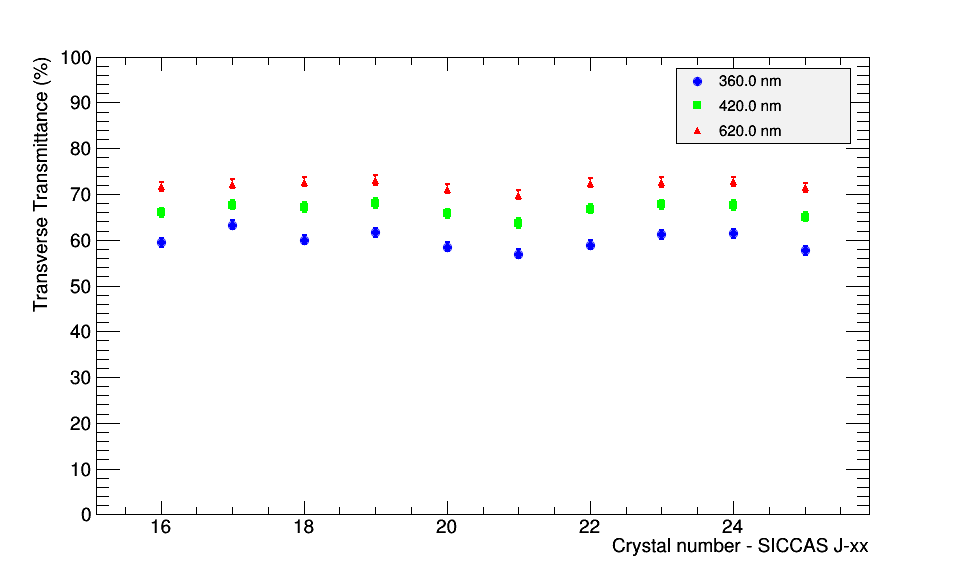 Transverse Transmittance (%)
100
90
80
70
60
50
40
30
20
10
0
360.0 nm
420.0 nm
620.0 nm
16 18 20 22 24
Crystal number - SICCAS J-xx